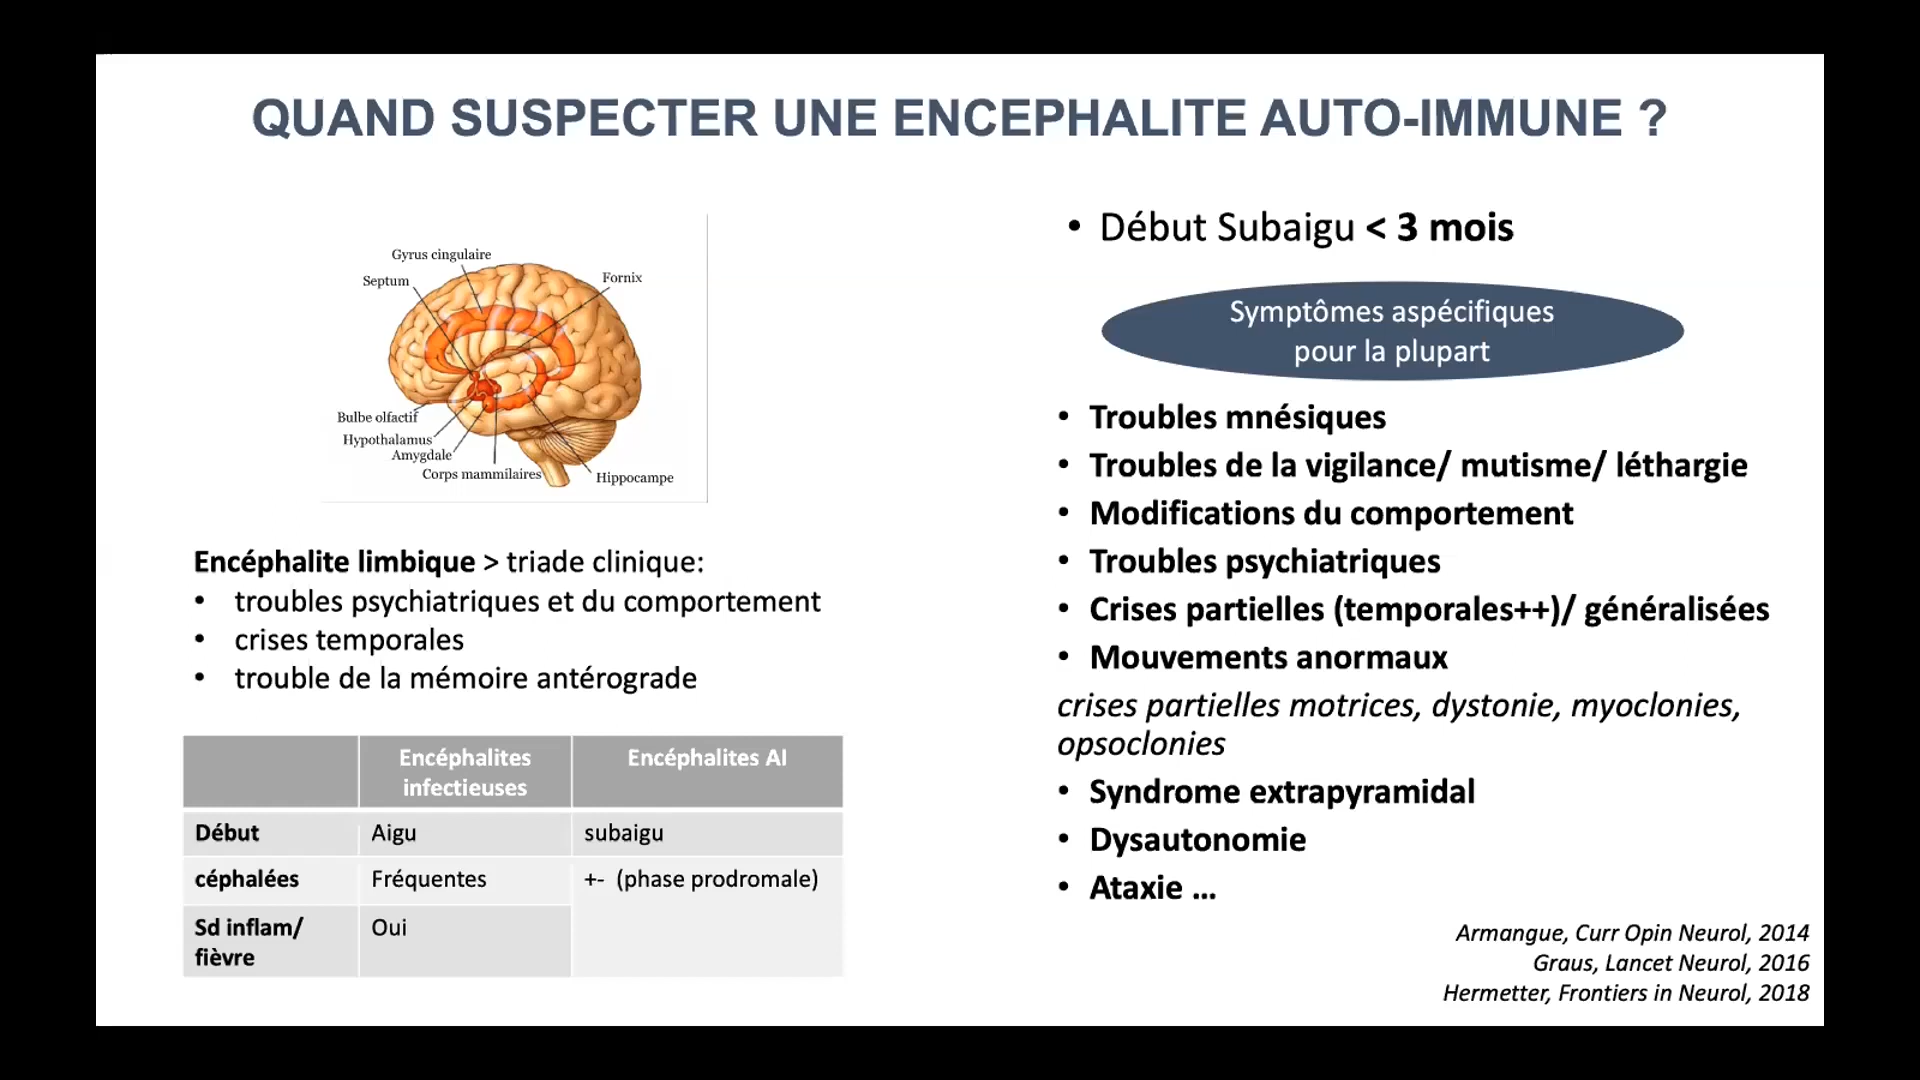 QUAND SUSPECTER UNE ENCEPHALITE AUTO-IMMUNE ?
Gyrus cingulaire
Septum
Fornix
Bulbe olfactif
Hypothalamus
Amygdale
Corps mammilaires
Hippocampe
Encéphalite limbique > triade clinique:
• troubles psychiatriques et du comportement
• crises temporales
• trouble de la mémoire antérograde
Encéphalites infectieuses Encéphalites AI
Début Aigu subaigu
céphalées Fréquentes +- (phase prodromale)
Sd inflam/ fièvre Oui
• Début Subaigu < 3 mois
Symptômes aspécifiques
pour la plupart
• Troubles mnésiques
• Troubles de la vigilance/ mutisme/ léthargie
• Modifications du comportement
• Troubles psychiatriques
• Crises partielles (temporales++)/ généralisées
• Mouvements anormaux
crises partielles motrices, dystonie, myoclonies,
opsoclonies
• Syndrome extrapyramidal
• Dysautonomie
• Ataxie ...
Armangue, Curr Opin Neurol, 2014
Graus, Lancet Neurol, 2016
Hermetter, Frontiers in Neurol, 2018